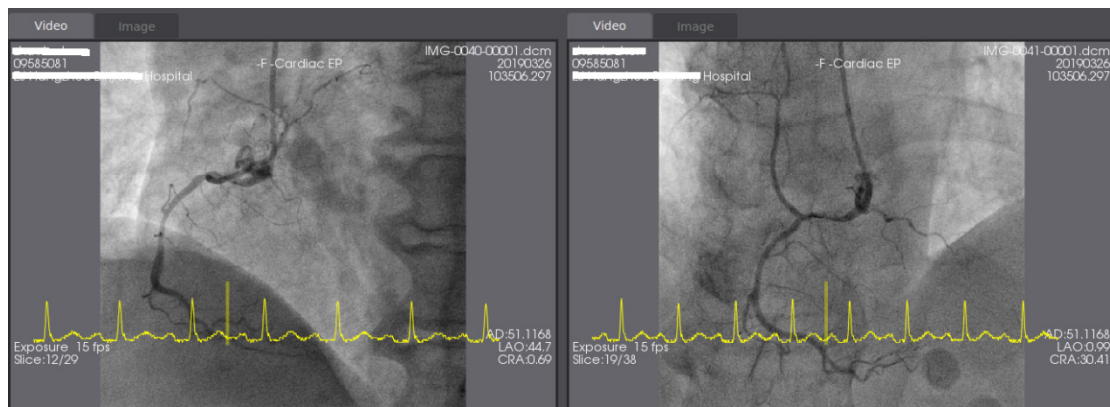 Video
Image
IMG-0040-00001.dcm
09585081
20190326
-F -Cardiac EP
Hospital
103506.297
AD:51.1168
Exposure 15 fps
LAO:44.7
Slice:12/29
CRA:0.69
Video
Image
IMG-0041-00001.dcm
09585081
20190326
-F -Cardiac EP
Hospital
103506.297
AD:51.1168
Exposure 15 fps
LAO:0.99
Slice:19/38
CRA:30.41